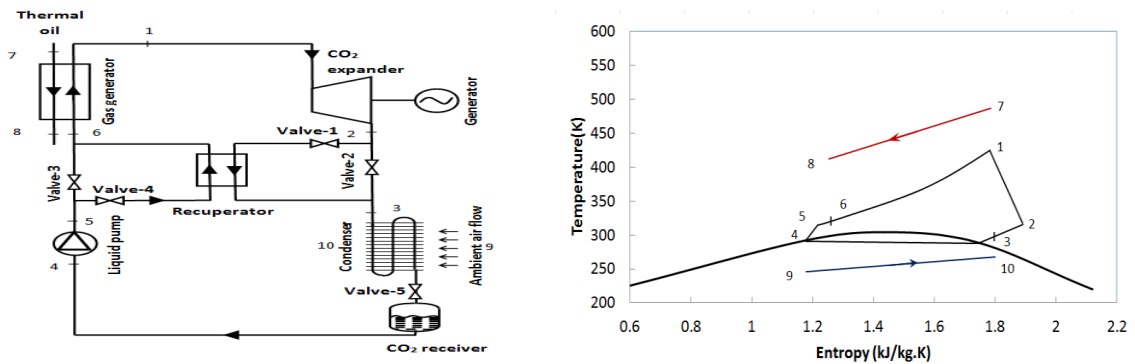 Thermal
oil
1
7
CO₂
expander
Gas generator
Generator
8
6
Valve-1
2
Valve-2
Valve-3
Valve-4
Recuperator
5
Liquid pump
4
3
Condenser
10
9
Ambient air flow
Valve-5
CO₂ receiver
Temperature(K)
600
550
500
450
400
350
300
250
200
7
8
1
6
5
4
2
3
9
10
0.6
0.8
1
1.2
1.4
1.6
1.8
2
2.2
Entropy (kJ/kg.K)